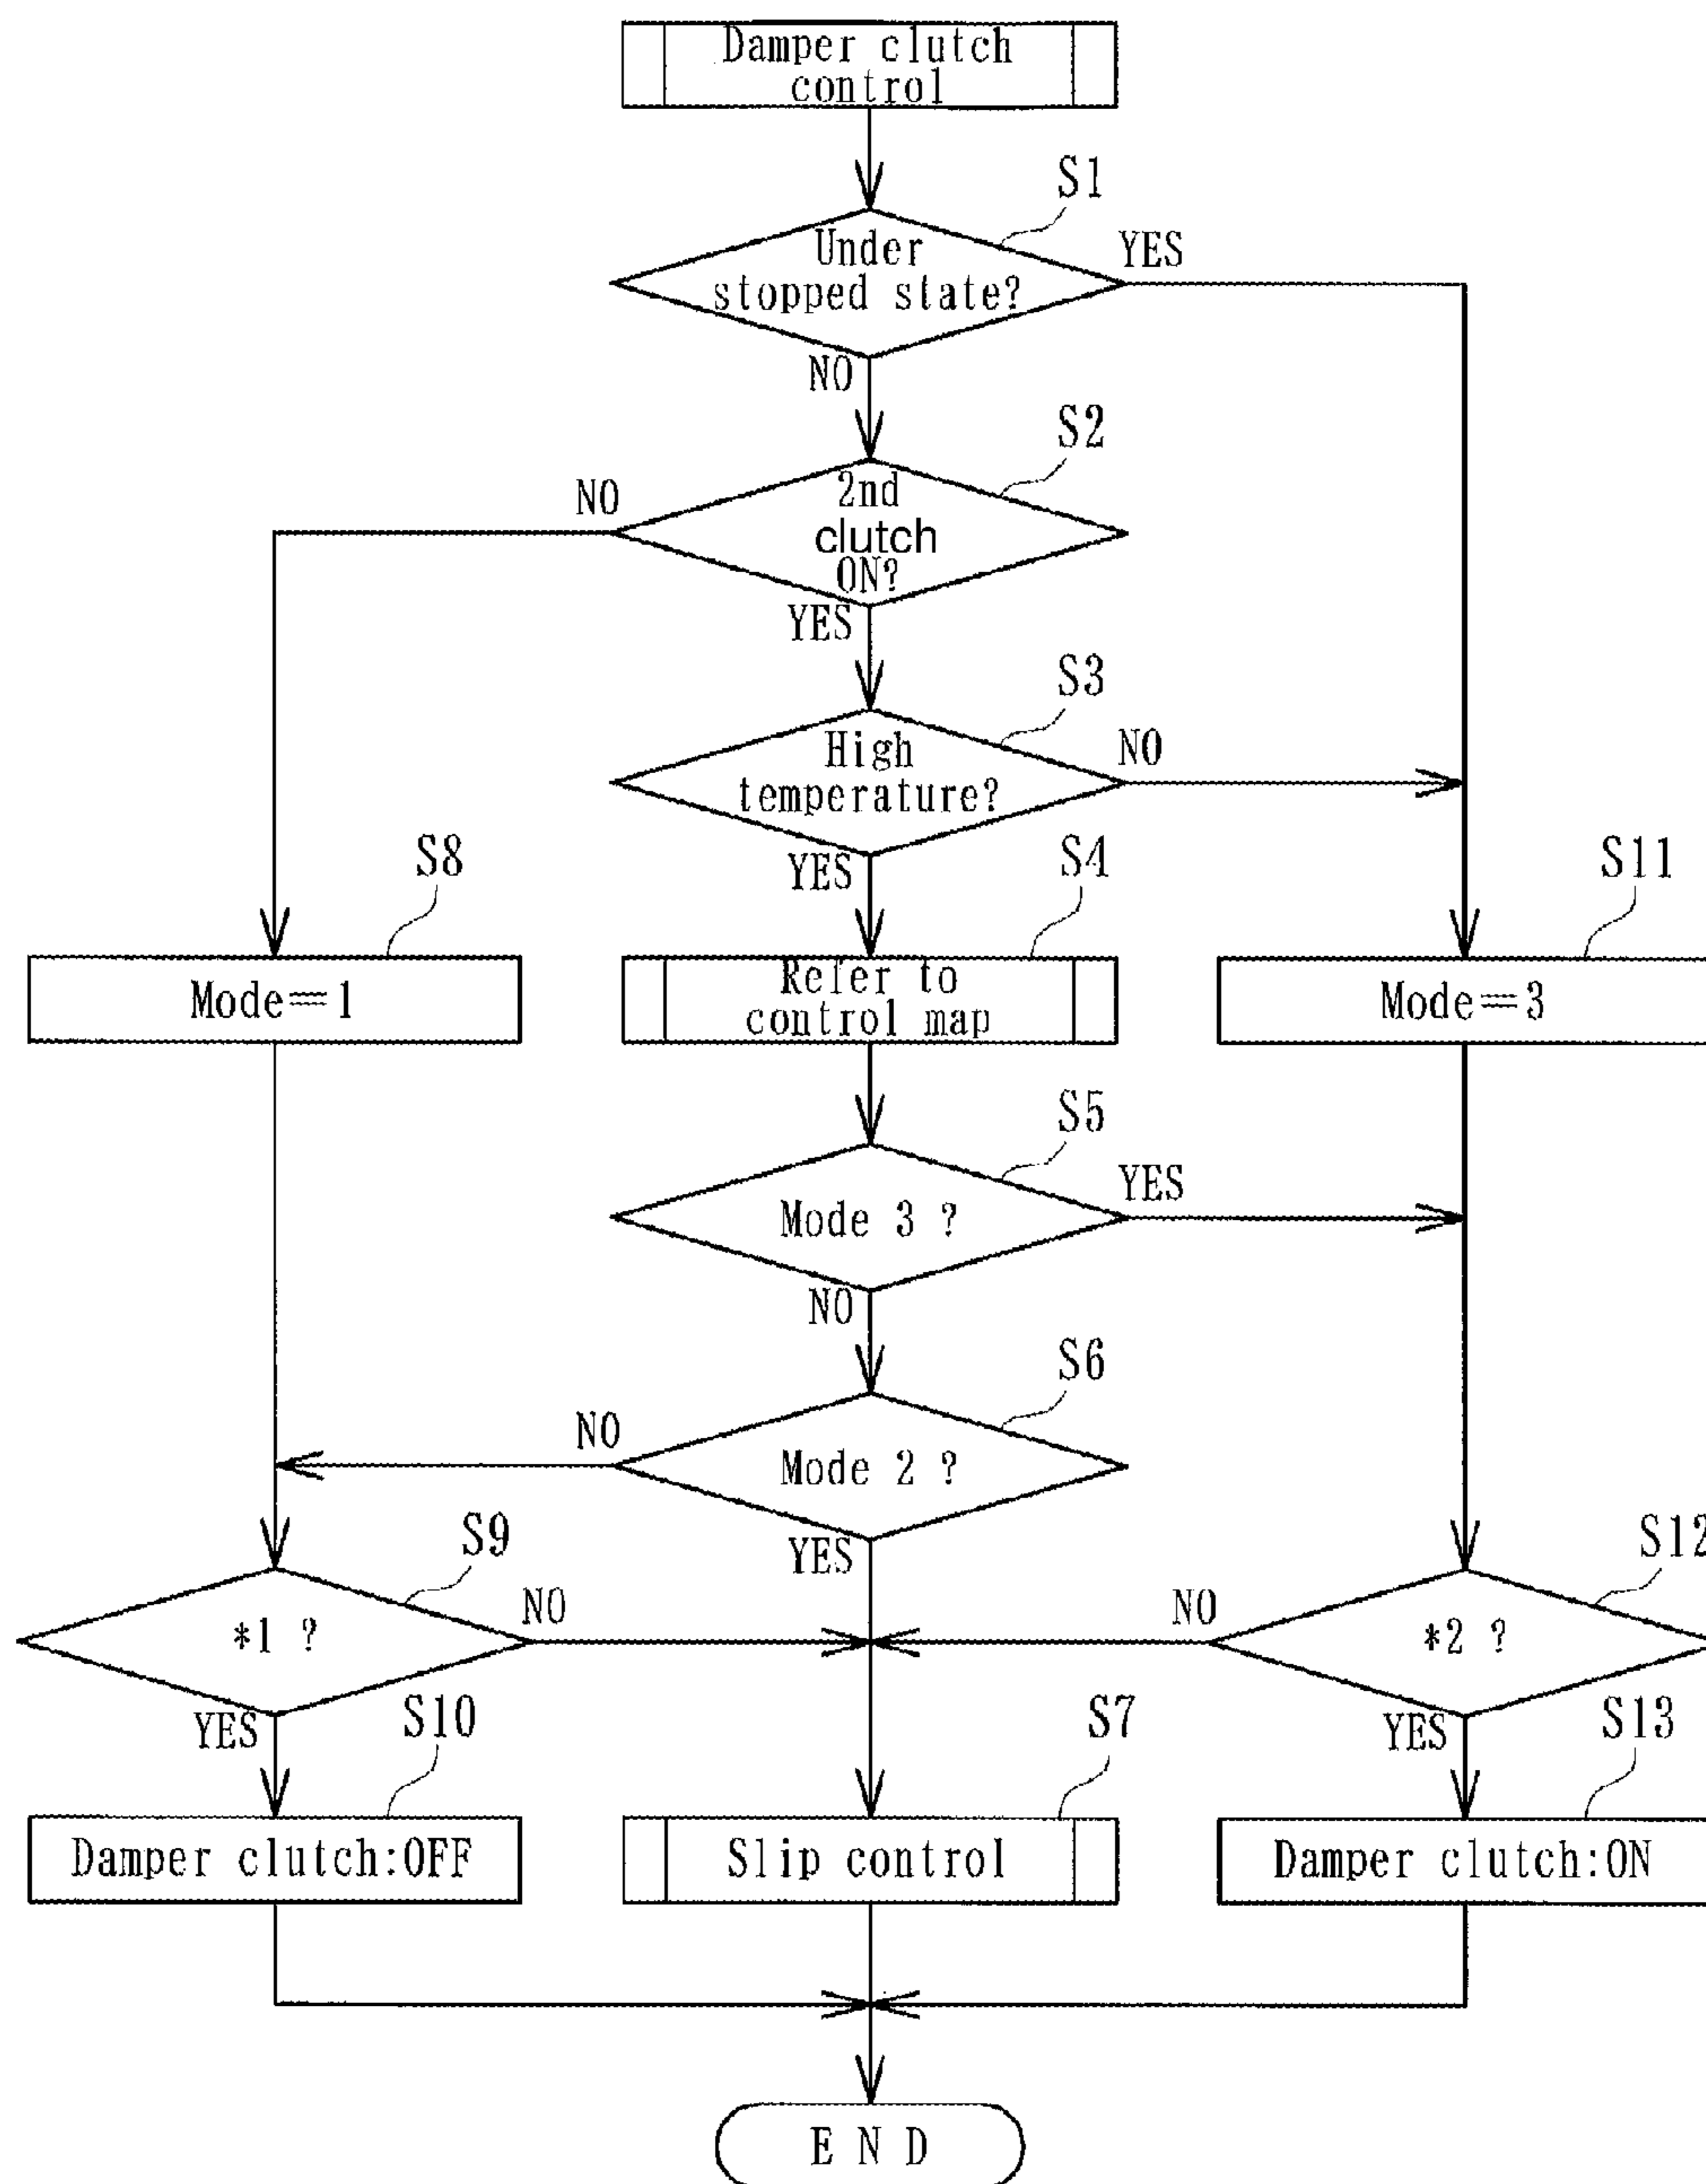 Damper clutch
control
S1
Under
stopped state?
YES
NO
S2
2nd
clutch
ON?
NO
YES
S3
High
temperature?
NO
YES
S8
S4
S11
Mode=1
Refer to
control map
Mode=3
S5
Mode 3 ?
YES
NO
S6
Mode 2 ?
NO
YES
S9
*1 ?
NO
S12
*2 ?
NO
YES
S10
S7
YES
S13
Damper clutch:OFF
Slip control
Damper clutch:ON
E N D